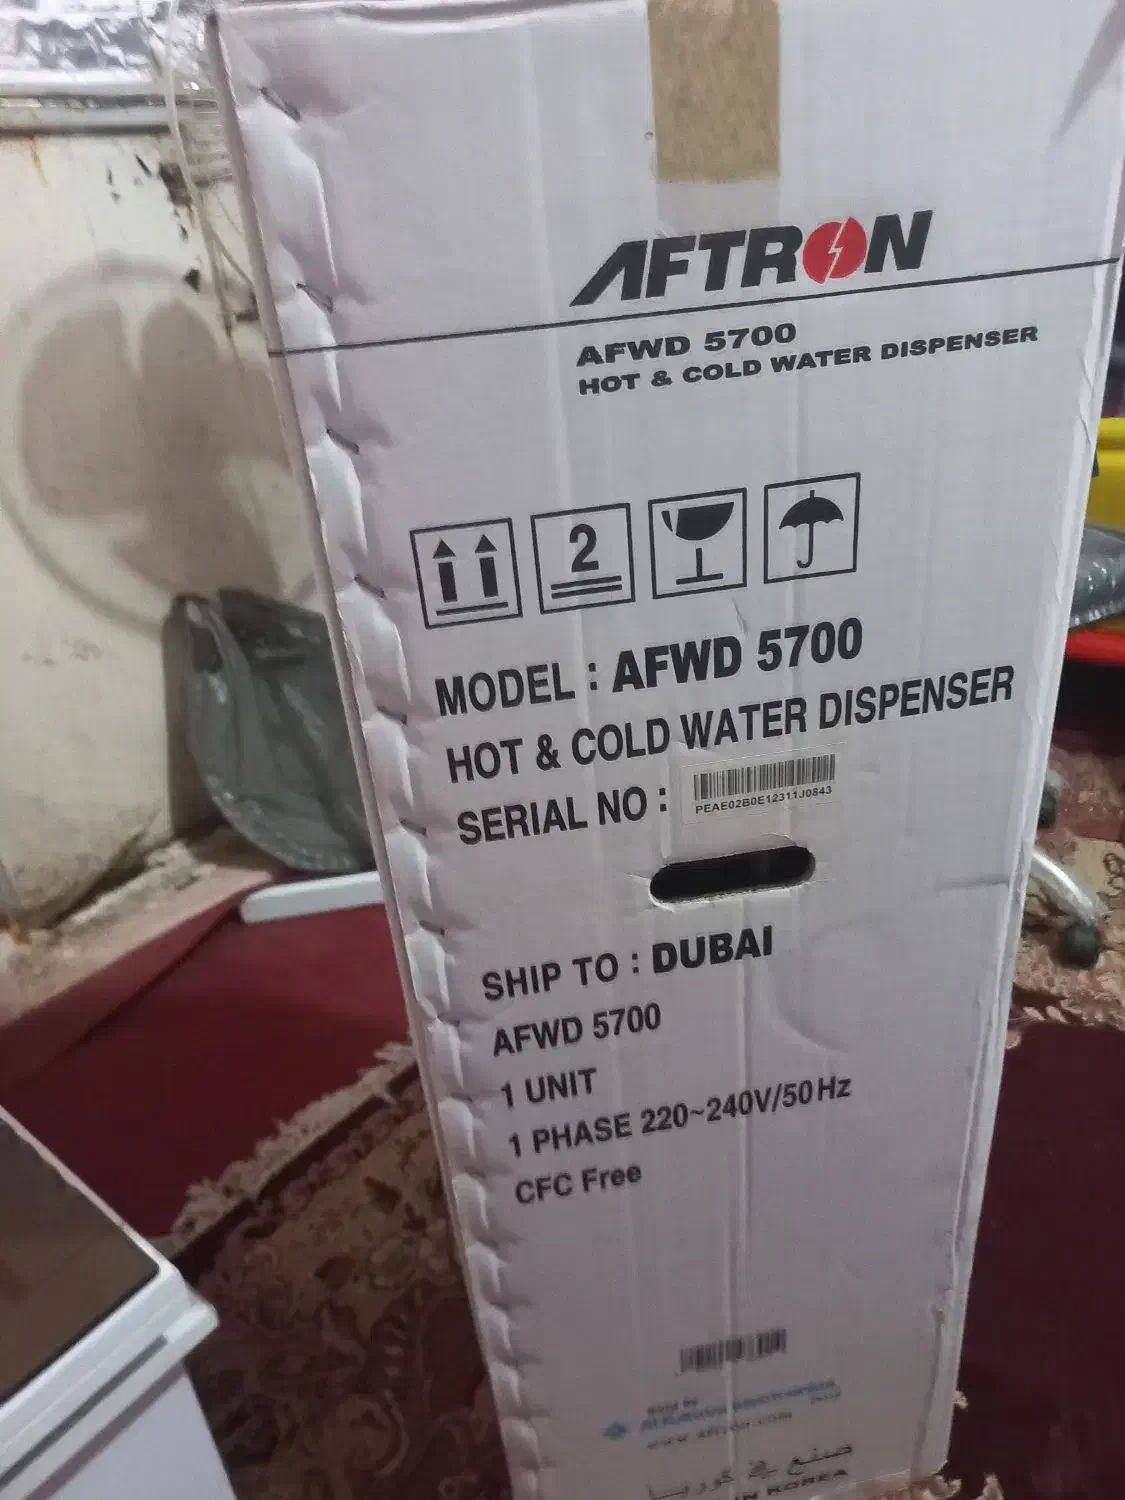 AFTRON
AFWD 5700
HOT & COLD WATER DISPENSER
2
MODEL : AFWD 5700
HOT & COLD WATER DISPENSER
SERIAL NO :
PEAE02B0E12311J0843
SHIP TO : DUBAI
AFWD 5700
1 UNIT
1 PHASE 220~240V/50Hz
CFC Free
www.aftron.com
صنع في كوريا
IN KOREA